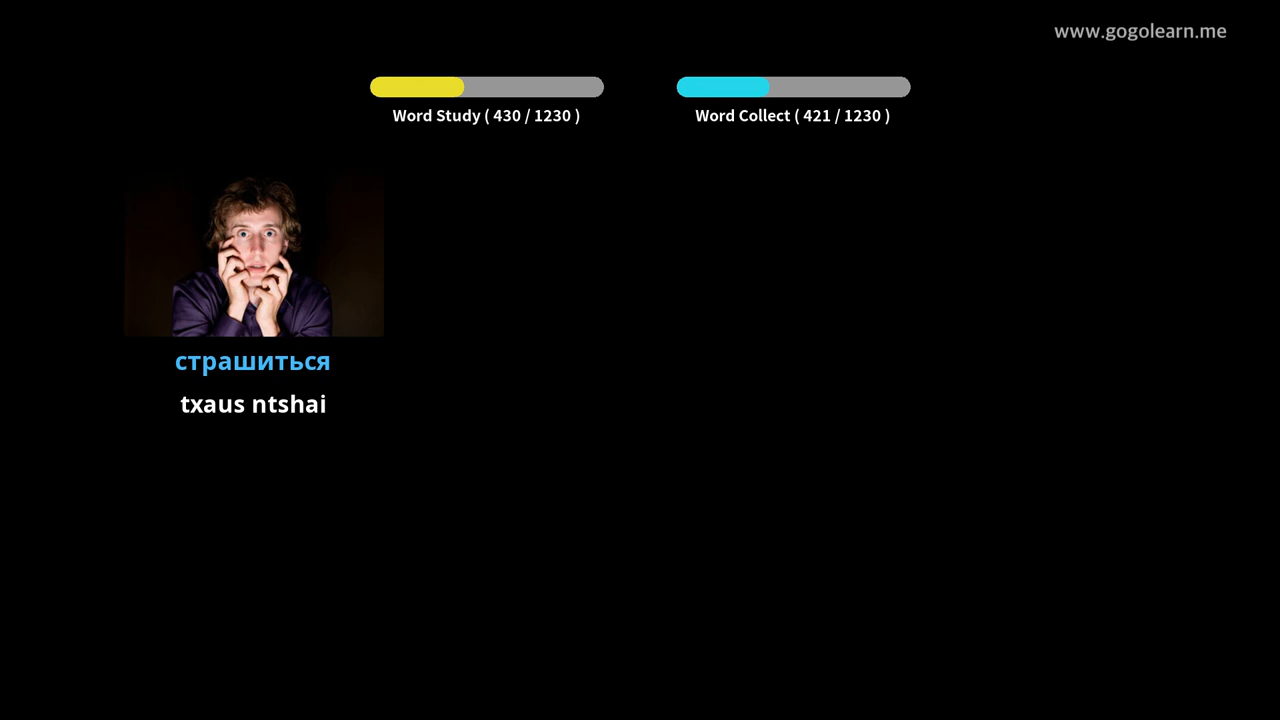 www.gogolearn.me
Word Study ( 430 / 1230 )
Word Collect ( 421 / 1230 )
страшиться
txaus ntshai